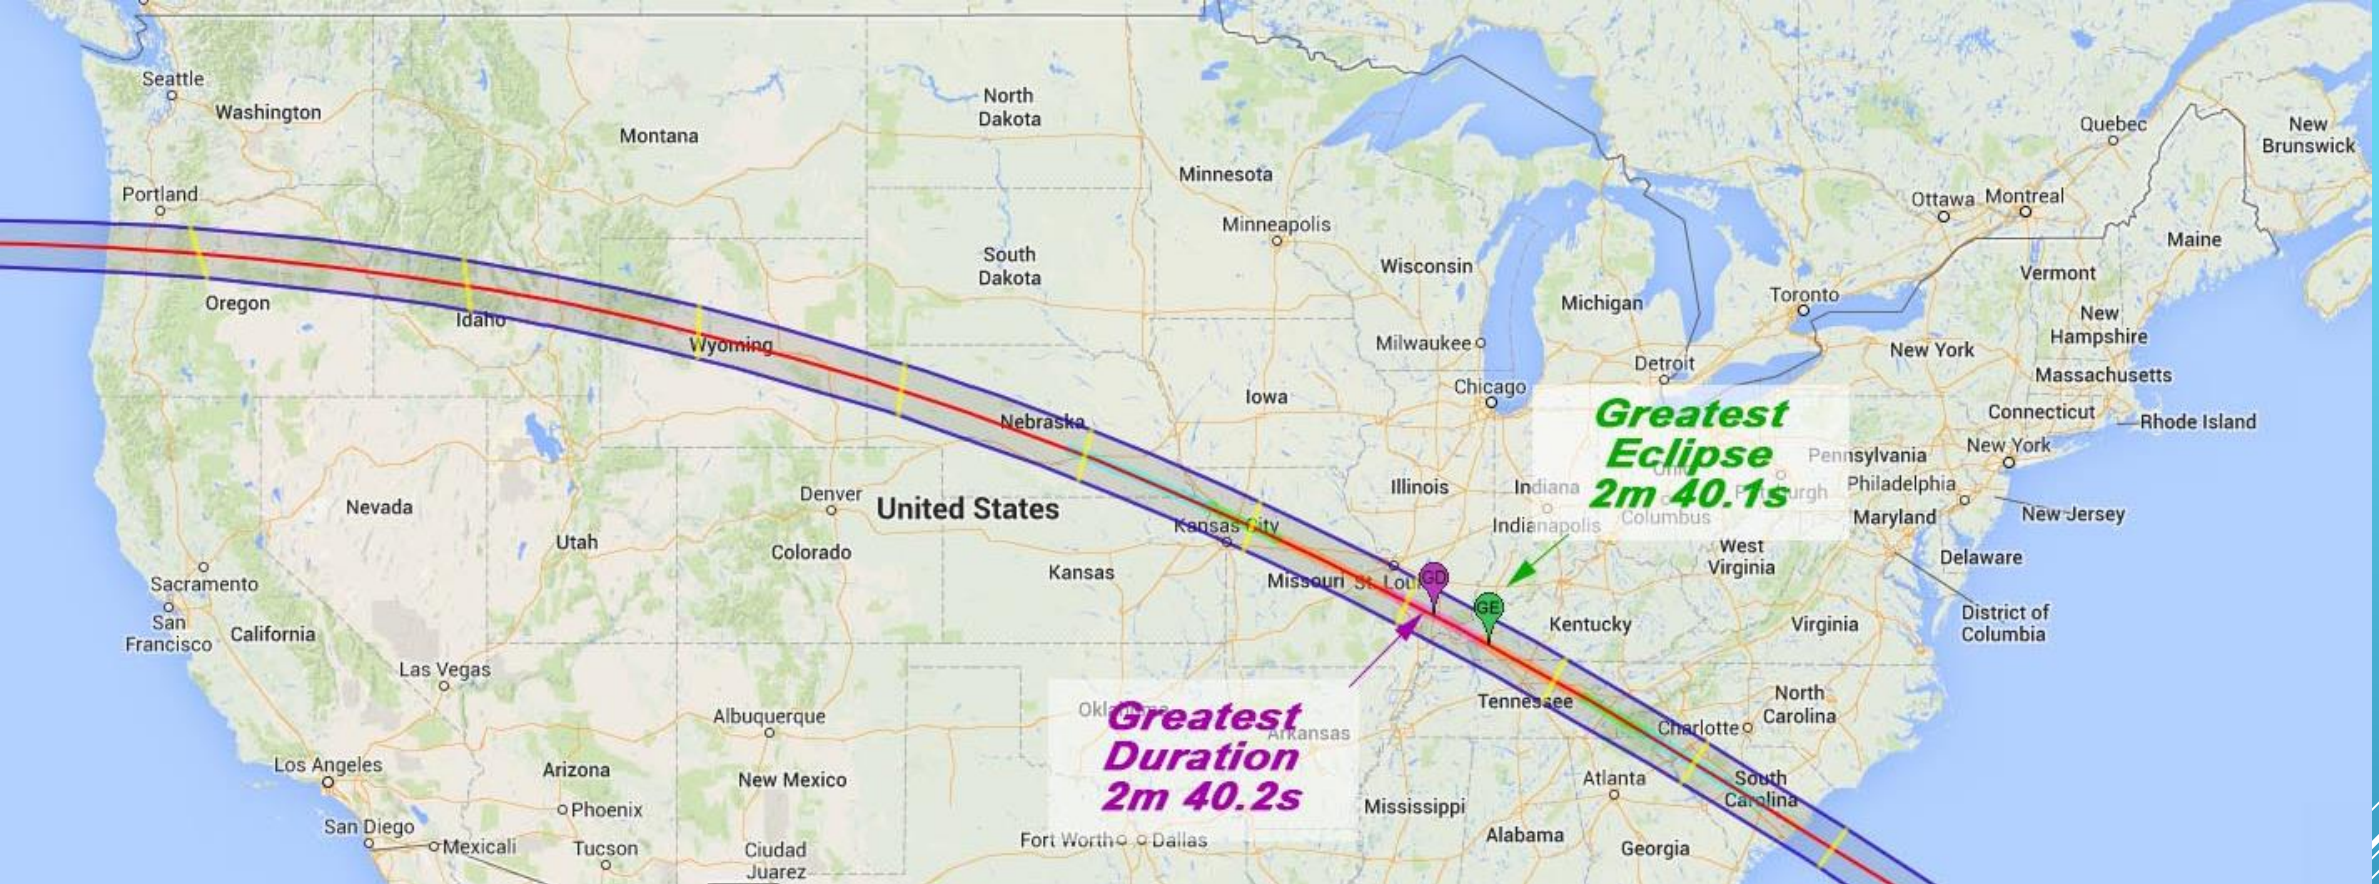 Seattle
Washington
Montana
North
Dakota
Minnesota
Quebec
New
Brunswick
Portland
Minneapolis
Ottawa
Montreal
Maine
Oregon
Idaho
Wyoming
South
Dakota
Wisconsin
Michigan
Toronto
Vermont
New
Hampshire
Milwaukee
Detroit
New York
Massachusetts
Chicago
Iowa
Nebraska
Connecticut
Rhode Island
Greatest
Eclipse
2m 40.1s
Ohio
Pennsylvania
New York
Pittsburgh
Philadelphia
Nevada
Denver
United States
Illinois
Indiana
Indianapolis
Columbus
Maryland
New Jersey
Kansas City
Utah
Colorado
Kansas
Missouri
St. Loui
GD
GE
West
Virginia
Delaware
Sacramento
San
Francisco
California
Kentucky
Virginia
District of
Columbia
Las Vegas
Albuquerque
Oklahoma
Arkansas
Greatest
Duration
2m 40.2s
Tennessee
Charlotte
North
Carolina
Los Angeles
Arizona
Phoenix
New Mexico
Atlanta
South
Carolina
Mississippi
San Diego
Mexicali
Tucson
Ciudad
Juarez
Fort Worth
Dallas
Alabama
Georgia